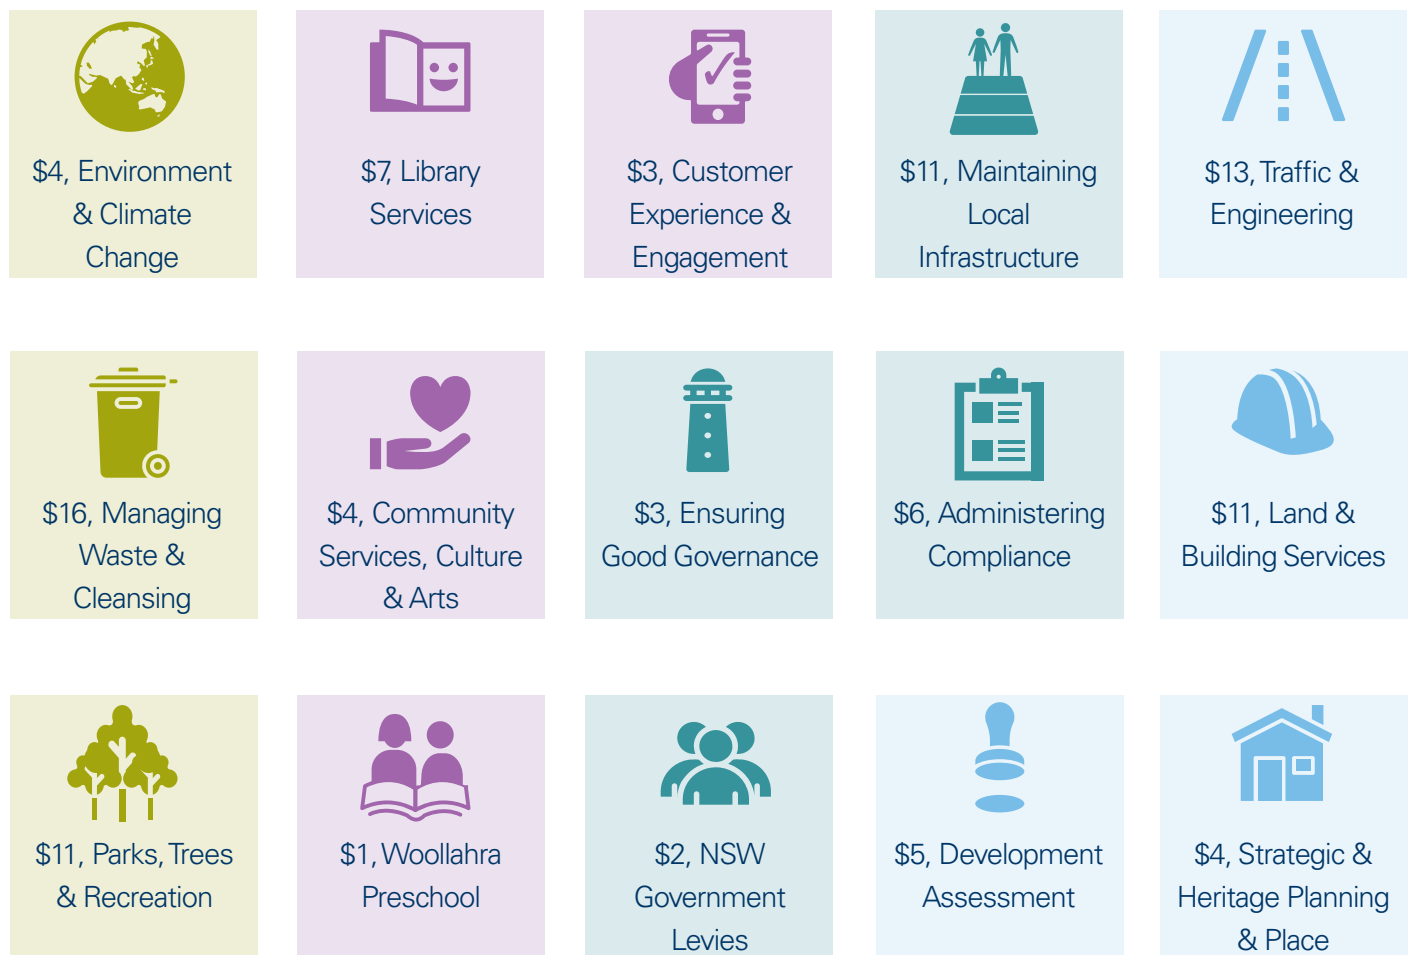 $4, Environment
& Climate
Change
$7, Library
Services
$3, Customer
Experience &
Engagement
$11, Maintaining
Local
Infrastructure
$13, Traffic &
Engineering
$16, Managing
Waste &
Cleansing
$4, Community
Services, Culture
& Arts
$3, Ensuring
Good Governance
$6, Administering
Compliance
$11, Land &
Building Services
$11, Parks, Trees
& Recreation
$1, Woollahra
Preschool
$2, NSW
Government
Levies
$5, Development
Assessment
$4, Strategic &
Heritage Planning
& Place